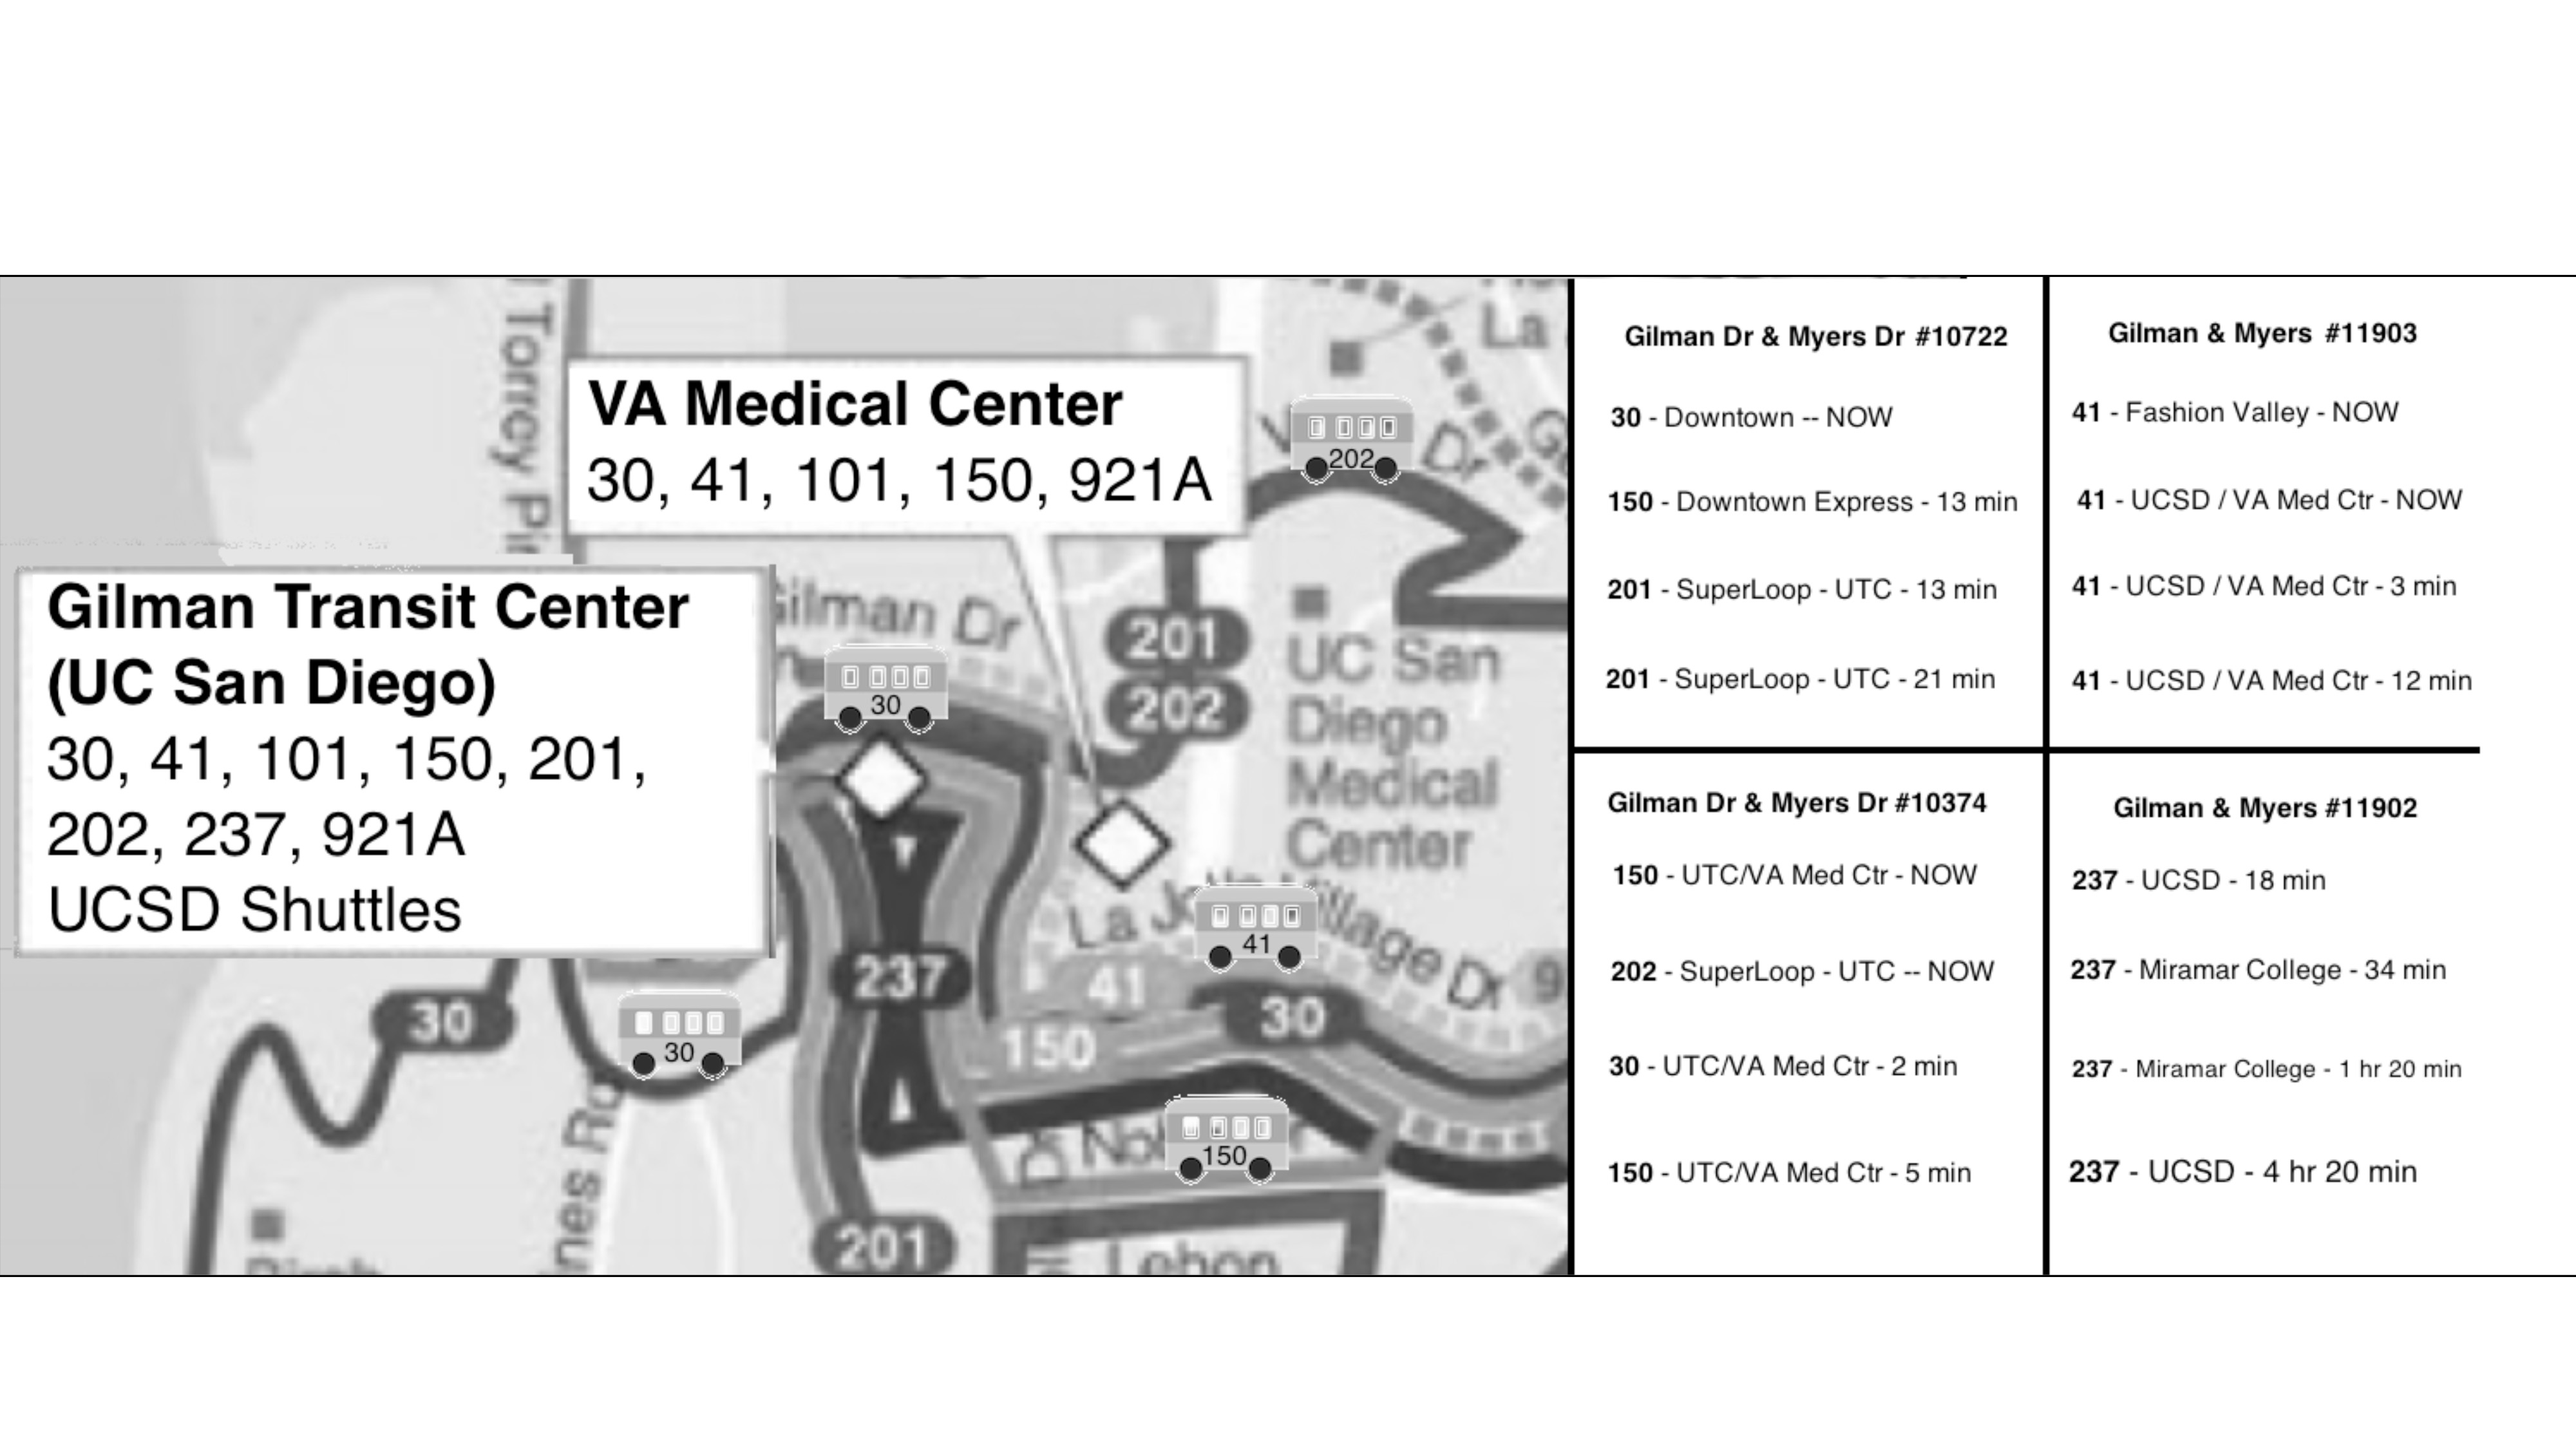 Torrey Pin
La
VA Medical Center
30, 41, 101, 150, 921A
202
Dr
Gilman Transit Center
(UC San Diego)
30, 41, 101, 150, 201,
202, 237, 921A
UCSD Shuttles
Gilman Dr
30
201
202
UC San
Diego
Medical
Center
La Jolla Village Dr 9
41
237
41
30
150
30
30
150
Dr
201
Lebon
Gilman Dr & Myers Dr #10722
30 - Downtown -- NOW
150 - Downtown Express - 13 min
201 - SuperLoop - UTC - 13 min
201 - SuperLoop - UTC - 21 min
Gilman & Myers #11903
41 - Fashion Valley - NOW
41 - UCSD / VA Med Ctr - NOW
41 - UCSD / VA Med Ctr - 3 min
41 - UCSD / VA Med Ctr - 12 min
Gilman Dr & Myers Dr #10374
150 - UTC/VA Med Ctr - NOW
202 - SuperLoop - UTC -- NOW
30 - UTC/VA Med Ctr - 2 min
150 - UTC/VA Med Ctr - 5 min
Gilman & Myers #11902
237 - UCSD - 18 min
237 - Miramar College - 34 min
237 - Miramar College - 1 hr 20 min
237 - UCSD - 4 hr 20 min